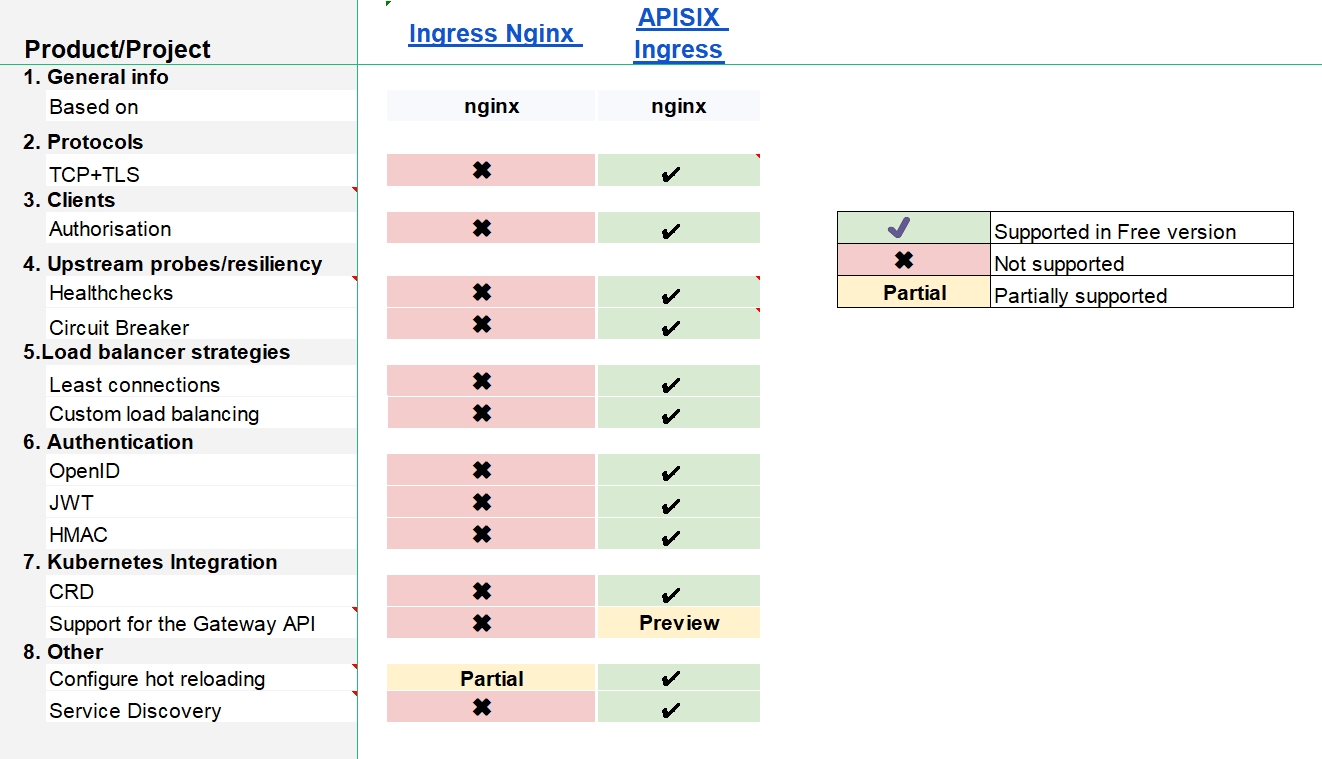 Product/Project Ingress Nginx APISIX
Ingress
1. General info
Based on nginx nginx
2. Protocols
TCP+TLS ✖ ✔
3. Clients
Authorisation ✖ ✔
4. Upstream probes/resiliency
Healthchecks ✖ ✔
Circuit Breaker ✖ ✔
5.Load balancer strategies
Least connections ✖ ✔
Custom load balancing ✖ ✔
6. Authentication
OpenID ✖ ✔
JWT ✖ ✔
HMAC ✖ ✔
7. Kubernetes Integration
CRD ✖ ✔
Support for the Gateway API ✖ Preview
8. Other
Configure hot reloading Partial ✔
Service Discovery ✖ ✔
✔ Supported in Free version
✖ Not supported
Partial Partially supported